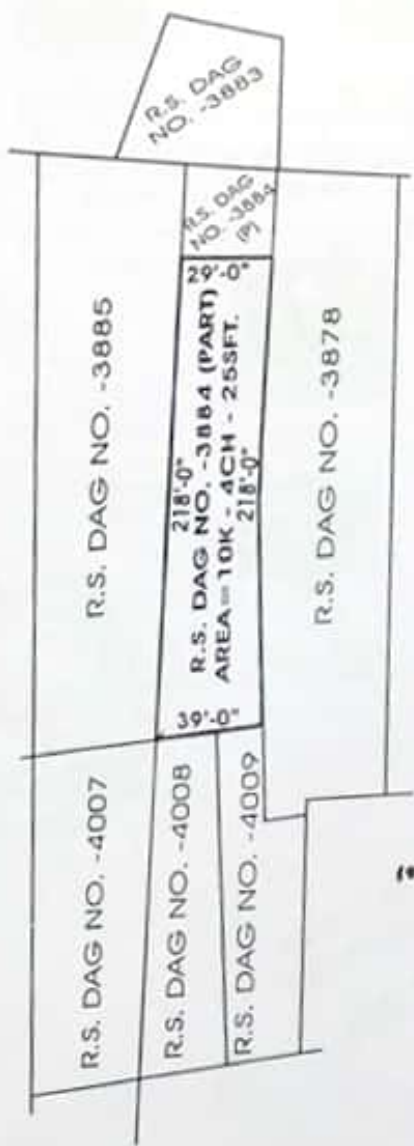 R.S. DAG
NO. -3883
R.S. DAG
NO. -3884
(P)
29'-0"
R.S. DAG NO. -3885
218'-0"
R.S. DAG NO. -3884 (PART)
AREA= 10K - 4CH - 25SFT.
218'-0"
R.S. DAG NO. -3878
39'-0"
R.S. DAG NO. -4007
R.S. DAG NO. -4008
R.S. DAG NO. -4009